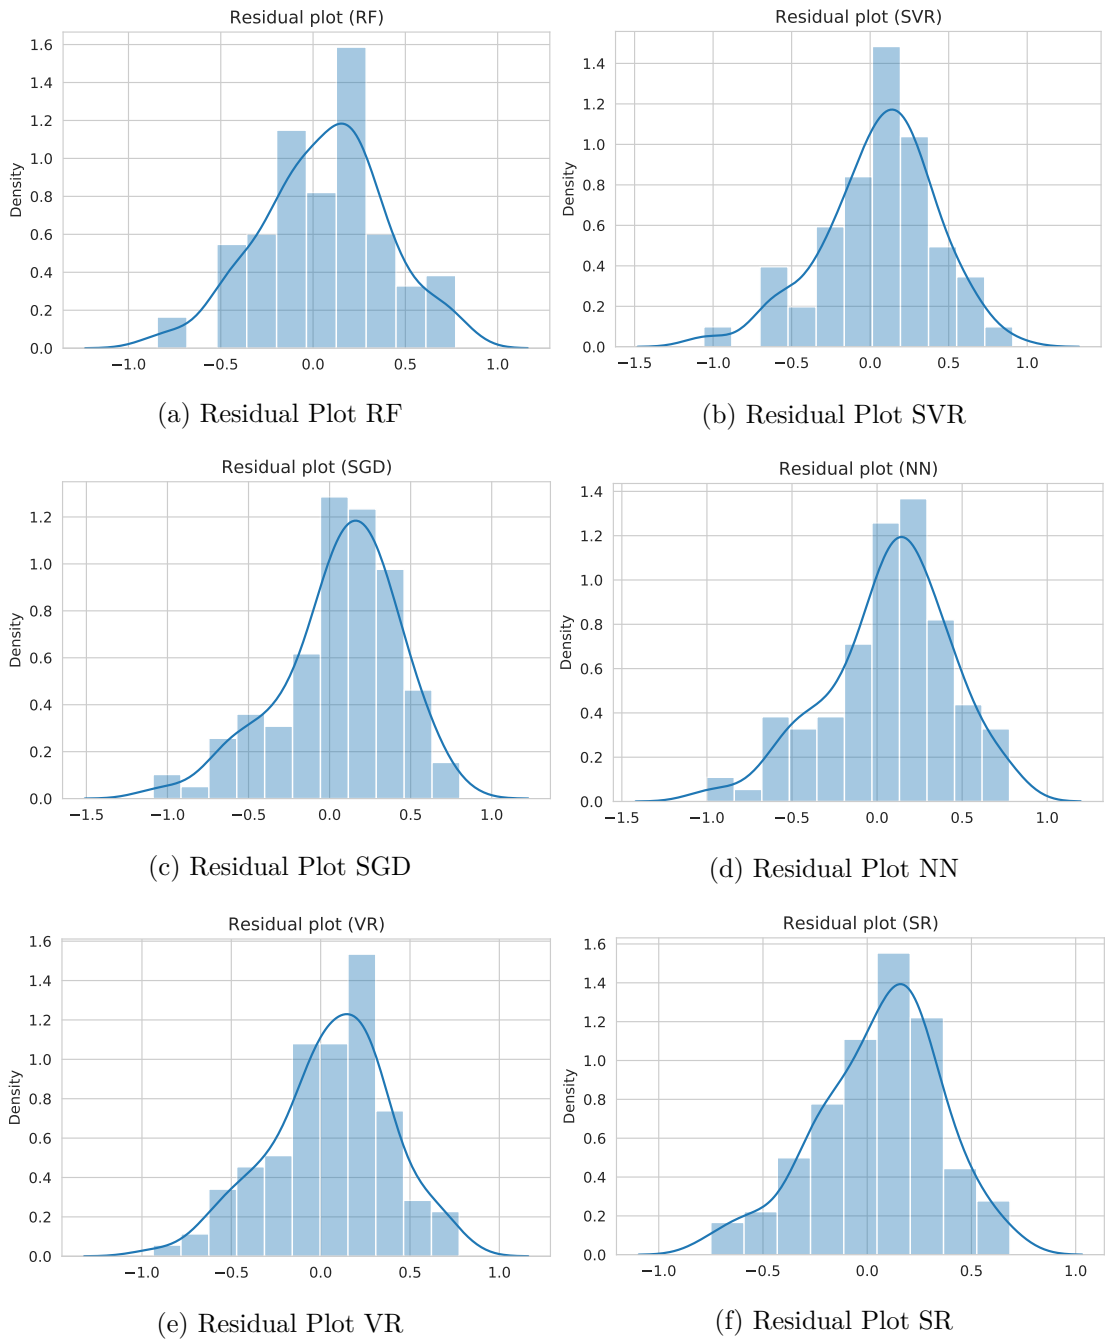 Residual plot (RF)
Density
1.6
1.4
1.2
1.0
0.8
0.6
0.4
0.2
0.0
−1.0 −0.5 0.0 0.5 1.0
(a) Residual Plot RF
Residual plot (SVR)
Density
1.4
1.2
1.0
0.8
0.6
0.4
0.2
0.0
−1.5 −1.0 −0.5 0.0 0.5 1.0
(b) Residual Plot SVR
Residual plot (SGD)
Density
1.2
1.0
0.8
0.6
0.4
0.2
0.0
−1.5 −1.0 −0.5 0.0 0.5 1.0
(c) Residual Plot SGD
Residual plot (NN)
Density
1.4
1.2
1.0
0.8
0.6
0.4
0.2
0.0
−1.5 −1.0 −0.5 0.0 0.5 1.0
(d) Residual Plot NN
Residual plot (VR)
Density
1.6
1.4
1.2
1.0
0.8
0.6
0.4
0.2
0.0
−1.0 −0.5 0.0 0.5 1.0
(e) Residual Plot VR
Residual plot (SR)
Density
1.6
1.4
1.2
1.0
0.8
0.6
0.4
0.2
0.0
−1.0 −0.5 0.0 0.5 1.0
(f) Residual Plot SR